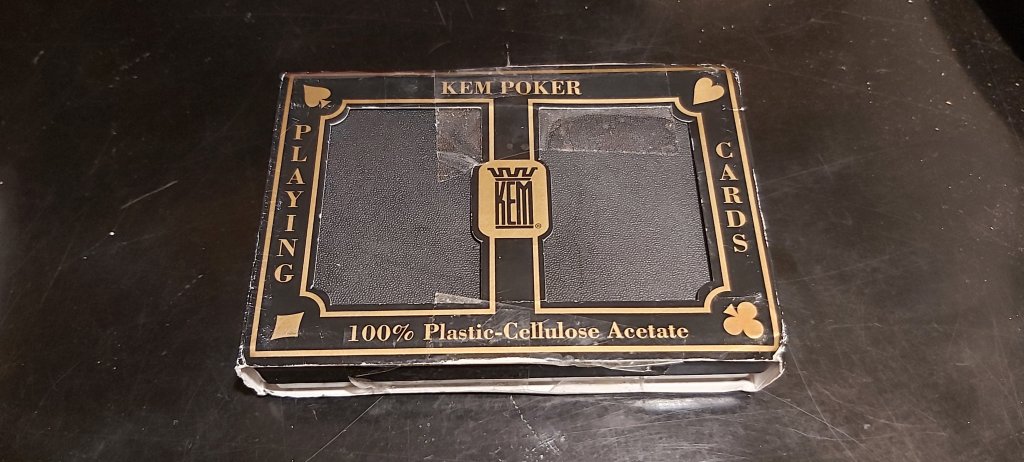 KEM POKER
PLAYING
CARDS
KEM®
100% Plastic-Cellulose Acetate